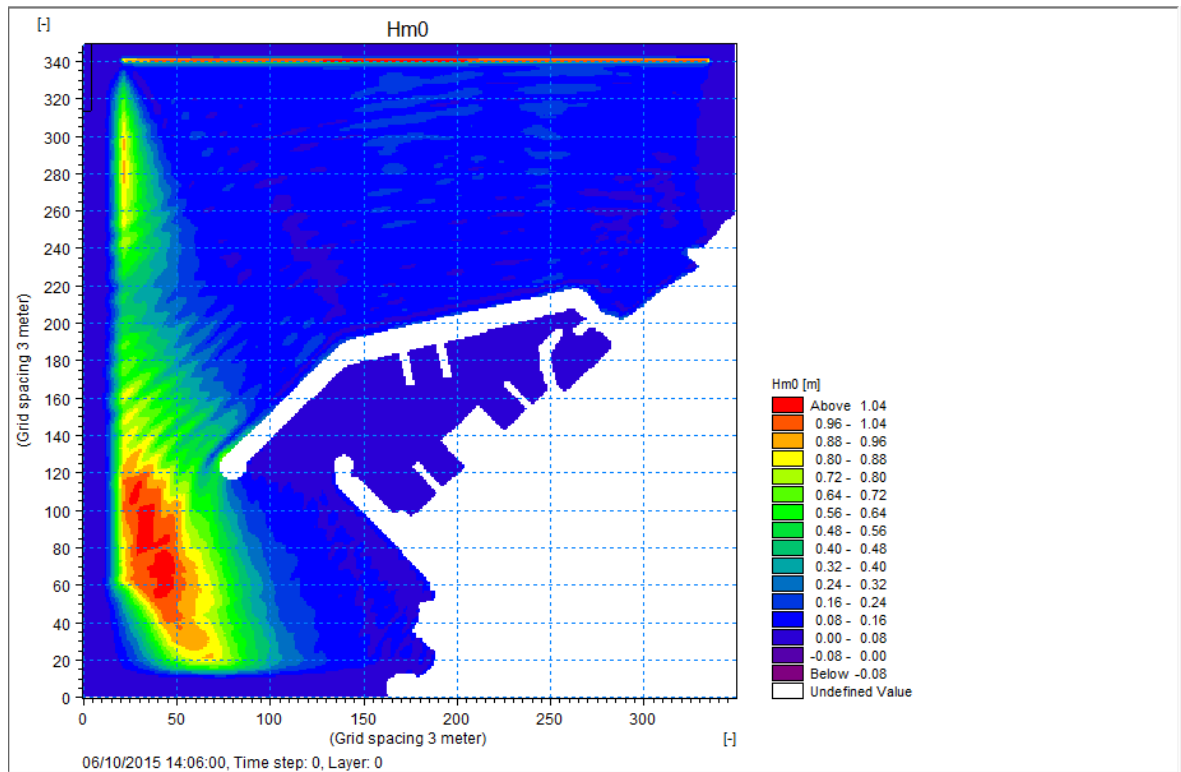 [-]
Hm0
340
320
300
280
260
240
220
200
180
160
140
120
100
80
60
40
20
0
(Grid spacing 3 meter)
0 50 100 150 200 250 300
(Grid spacing 3 meter) [-]
06/10/2015 14:06:00, Time step: 0, Layer: 0
Hm0 [m]
Above 1.04
0.96 - 1.04
0.88 - 0.96
0.80 - 0.88
0.72 - 0.80
0.64 - 0.72
0.56 - 0.64
0.48 - 0.56
0.40 - 0.48
0.32 - 0.40
0.24 - 0.32
0.16 - 0.24
0.08 - 0.16
0.00 - 0.08
-0.08 - 0.00
Below -0.08
Undefined Value